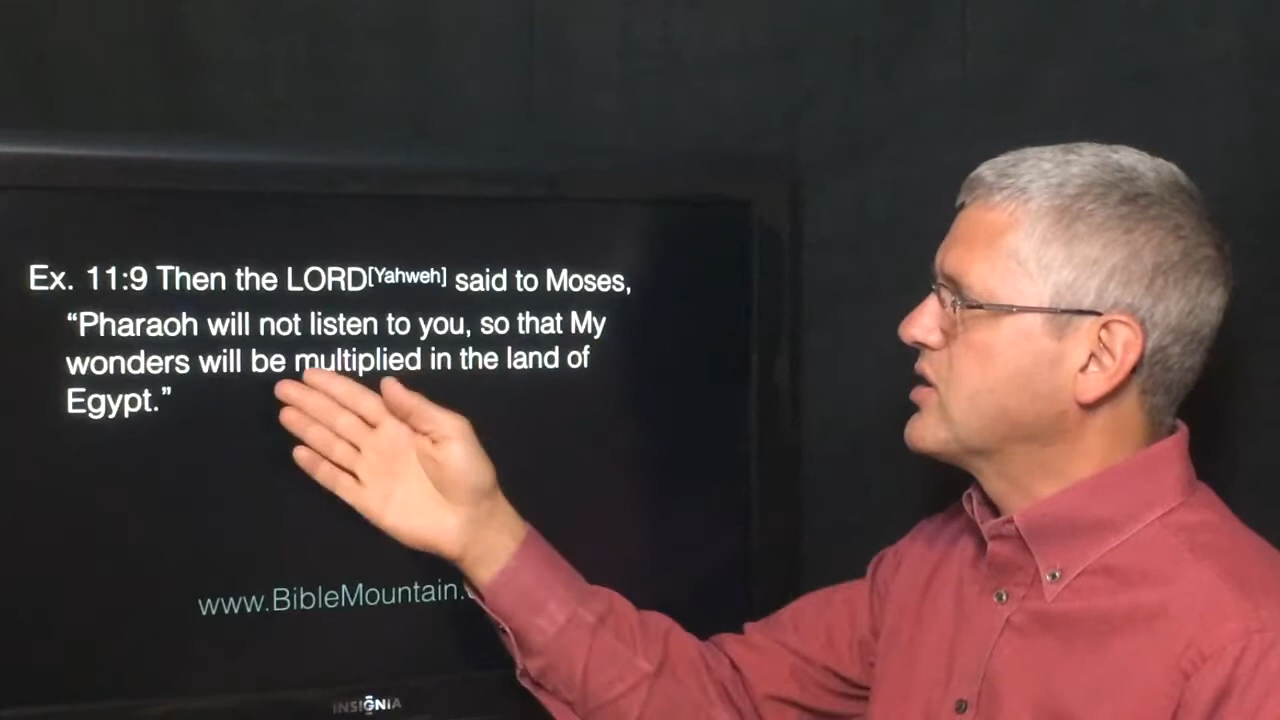 Ex. 11:9 Then the LORD[Yahweh] said to Moses,
“Pharaoh will not listen to you, so that My
wonders will be multiplied in the land of
Egypt.”
www.BibleMountain.
INSIGNIA